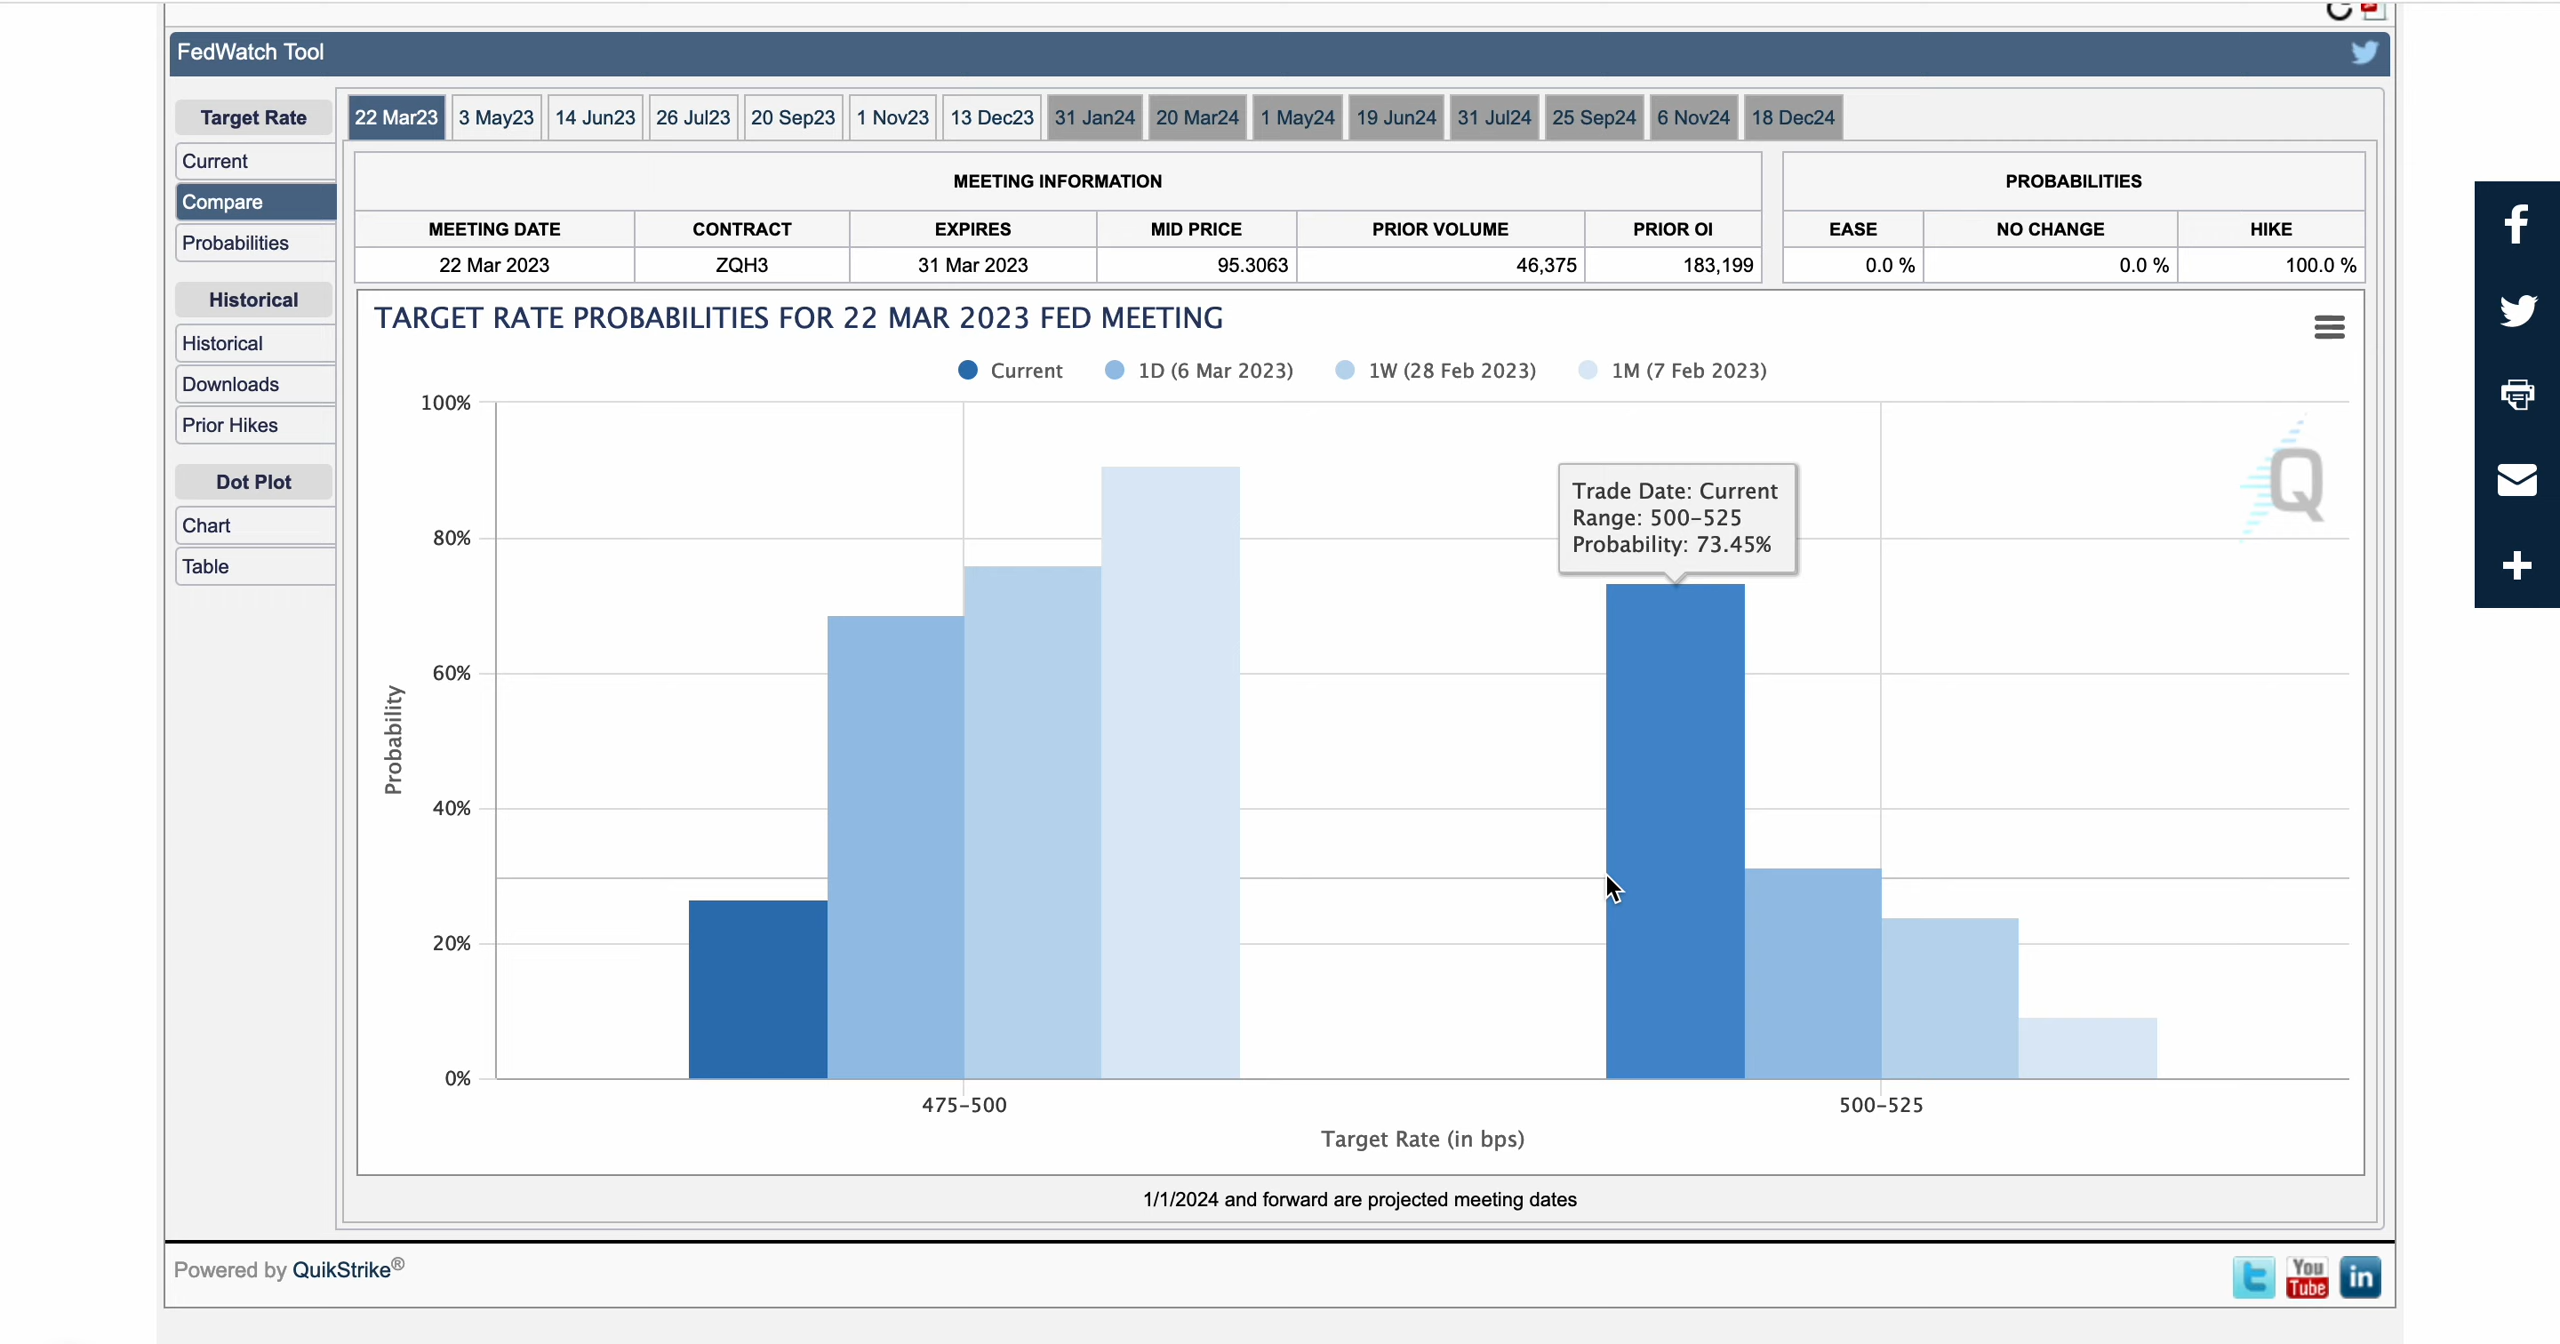 FedWatch Tool
Target Rate
Current
Compare
Probabilities
Historical
Historical
Downloads
Prior Hikes
Dot Plot
Chart
Table
22 Mar23 3 May23 14 Jun23 26 Jul23 20 Sep23 1 Nov23 13 Dec23 31 Jan24 20 Mar24 1 May24 19 Jun24 31 Jul24 25 Sep24 6 Nov24 18 Dec24
MEETING INFORMATION
MEETING DATE CONTRACT EXPIRES MID PRICE PRIOR VOLUME PRIOR OI
22 Mar 2023 ZQH3 31 Mar 2023 95.3063 46,375 183,199
PROBABILITIES
EASE NO CHANGE HIKE
0.0 % 0.0 % 100.0 %
TARGET RATE PROBABILITIES FOR 22 MAR 2023 FED MEETING
Current 1D (6 Mar 2023) 1W (28 Feb 2023) 1M (7 Feb 2023)
100%
80%
60%
40%
20%
0%
Probability
Trade Date: Current
Range: 500-525
Probability: 73.45%
Q
475-500 500-525
Target Rate (in bps)
1/1/2024 and forward are projected meeting dates
Powered by QuikStrike®
You
Tube
in